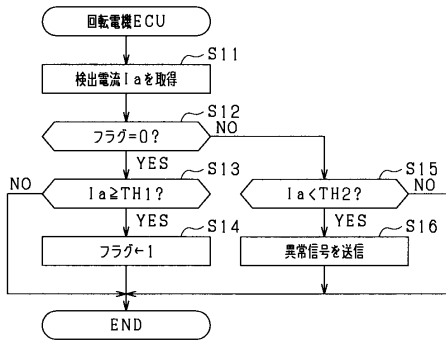 回転電機ECU
S11
検出電流Iaを取得
S12
フラグ=0?
NO
YES
S13
S15
NO
Ia≧TH1?
Ia<TH2?
NO
YES
S14
YES
S16
フラグ←1
異常信号を送信
END